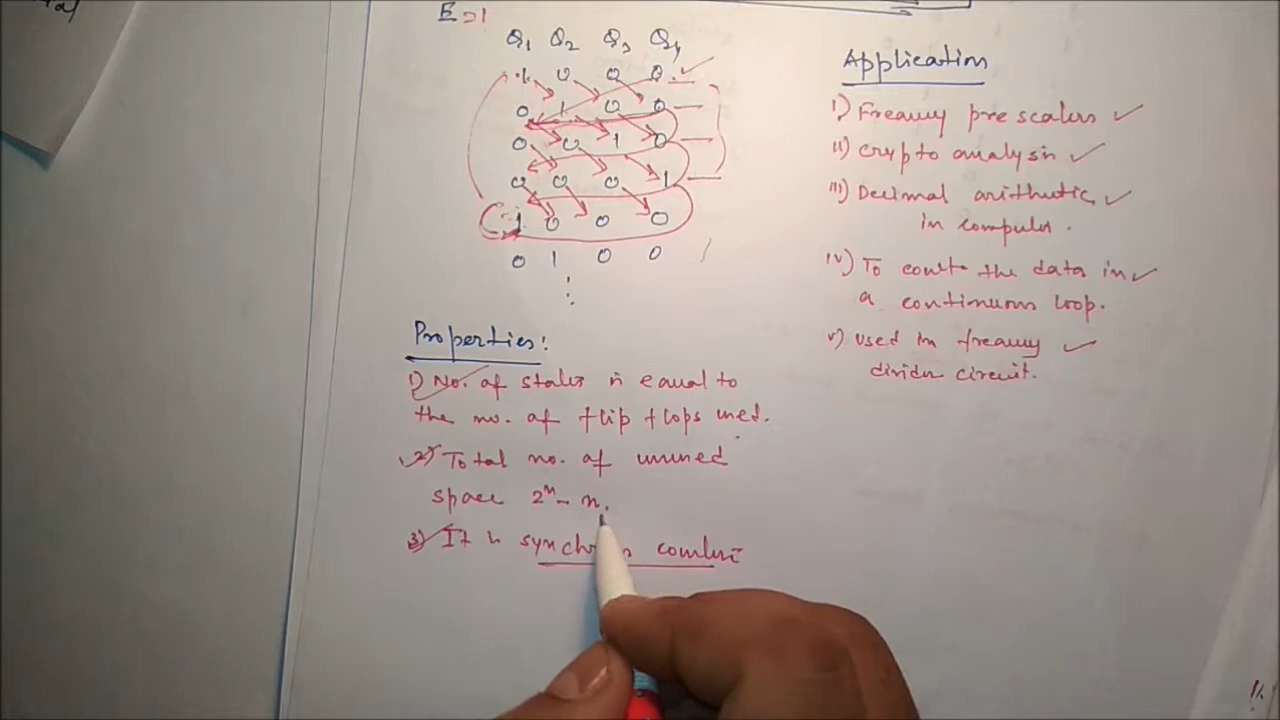 E=1
Q1 Q2 Q3 Q4
1 0 0 0
0 1 0 0
0 0 1 0
0 0 0 1
1 0 0 0
0 1 0 0
Properties:
1) No. of states is equal to
the no. of flip flops used.
2) Total no. of unused
space 2^n - n.
3) It is synchronous counter
Application
i) Freauny pre scalers
ii) crypto analysis
iii) Decimal arithmetic
in computer.
iv) To count the data in
a continuous loop.
v) used in freauny
divider circuit.